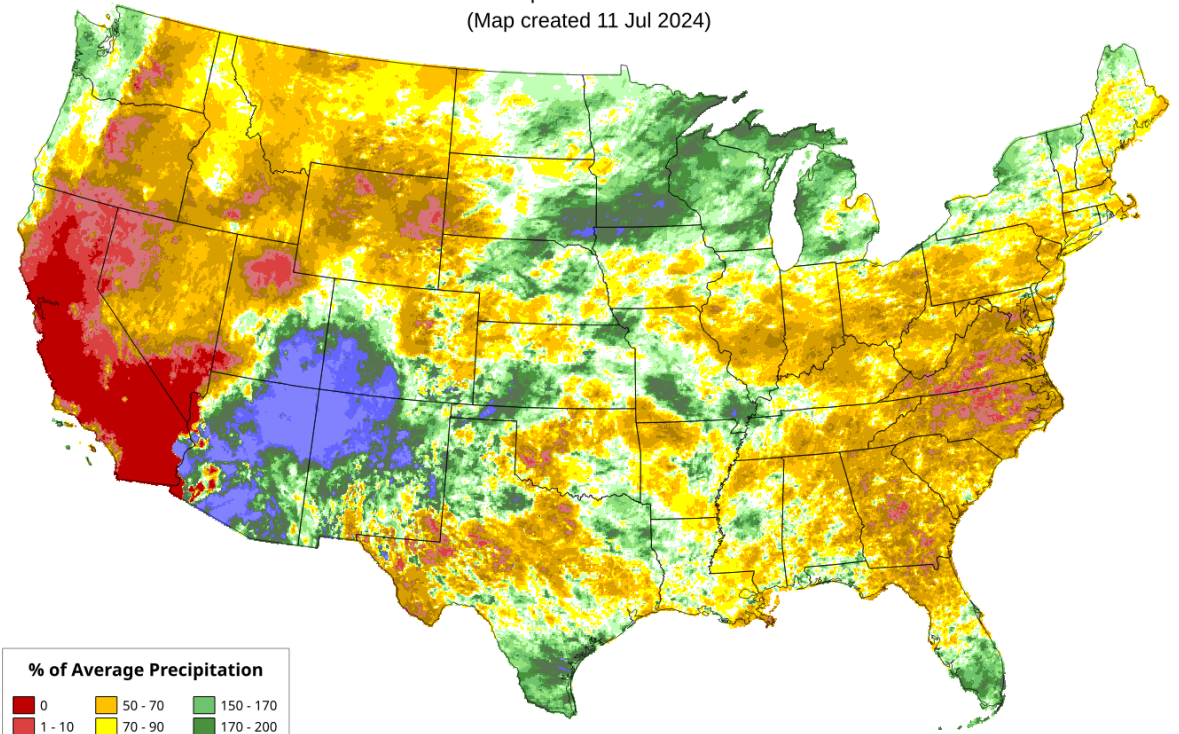 (Map created 11 Jul 2024)
% of Average Precipitation
0 50 - 70 150 - 170
1 - 10 70 - 90 170 - 200